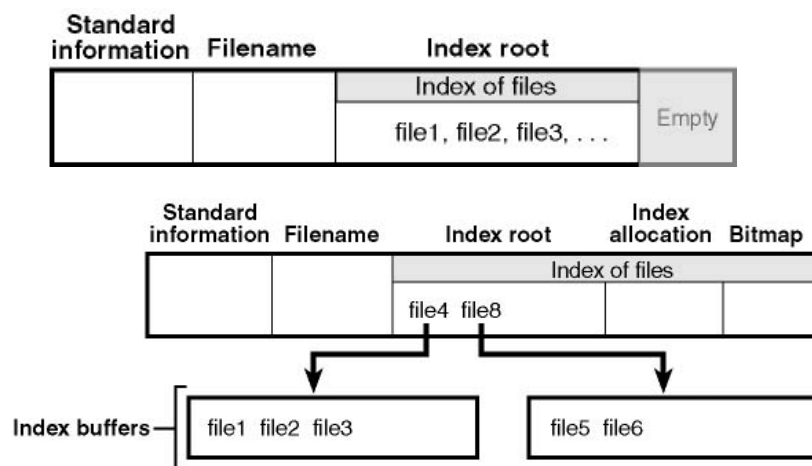 Standard
information Filename Index root
Index of files
file1, file2, file3, . . .
Empty
Standard Index
information Filename Index root allocation Bitmap
Index of files
file4 file8
Index buffers
file1 file2 file3
file5 file6